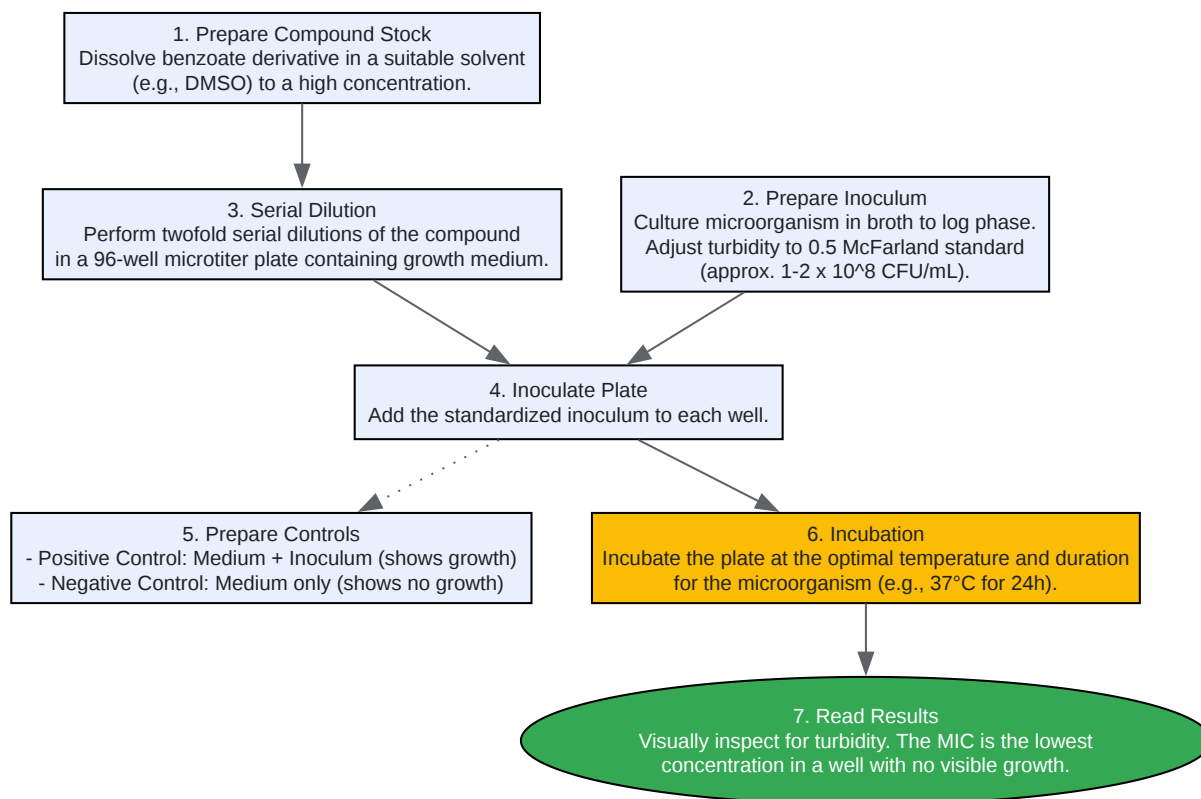 1. Prepare Compound Stock
Dissolve benzoate derivative in a suitable solvent
(e.g., DMSO) to a high concentration.
3. Serial Dilution
Perform twofold serial dilutions of the compound
in a 96-well microtiter plate containing growth medium.
2. Prepare Inoculum
Culture microorganism in broth to log phase.
Adjust turbidity to 0.5 McFarland standard
(approx. 1-2 x 10^8 CFU/mL).
4. Inoculate Plate
Add the standardized inoculum to each well.
5. Prepare Controls
- Positive Control: Medium + Inoculum (shows growth)
- Negative Control: Medium only (shows no growth)
6. Incubation
Incubate the plate at the optimal temperature and duration
for the microorganism (e.g., 37°C for 24h).
7. Read Results
Visually inspect for turbidity. The MIC is the lowest
concentration in a well with no visible growth.